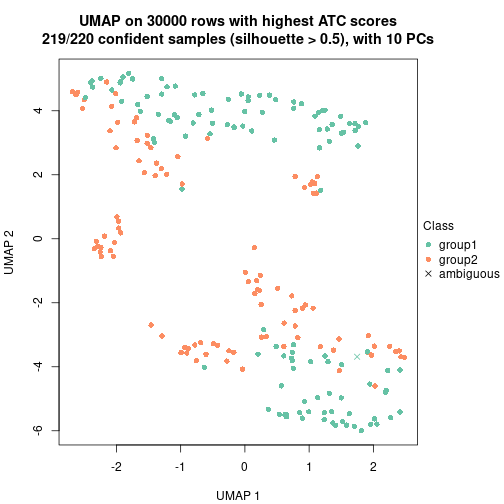 UMAP on 30000 rows with highest ATC scores
219/220 confident samples (silhouette > 0.5), with 10 PCs
4
2
0
-2
-4
-6
UMAP 2
-2
-1
0
1
2
UMAP 1
Class
group1
group2
ambiguous